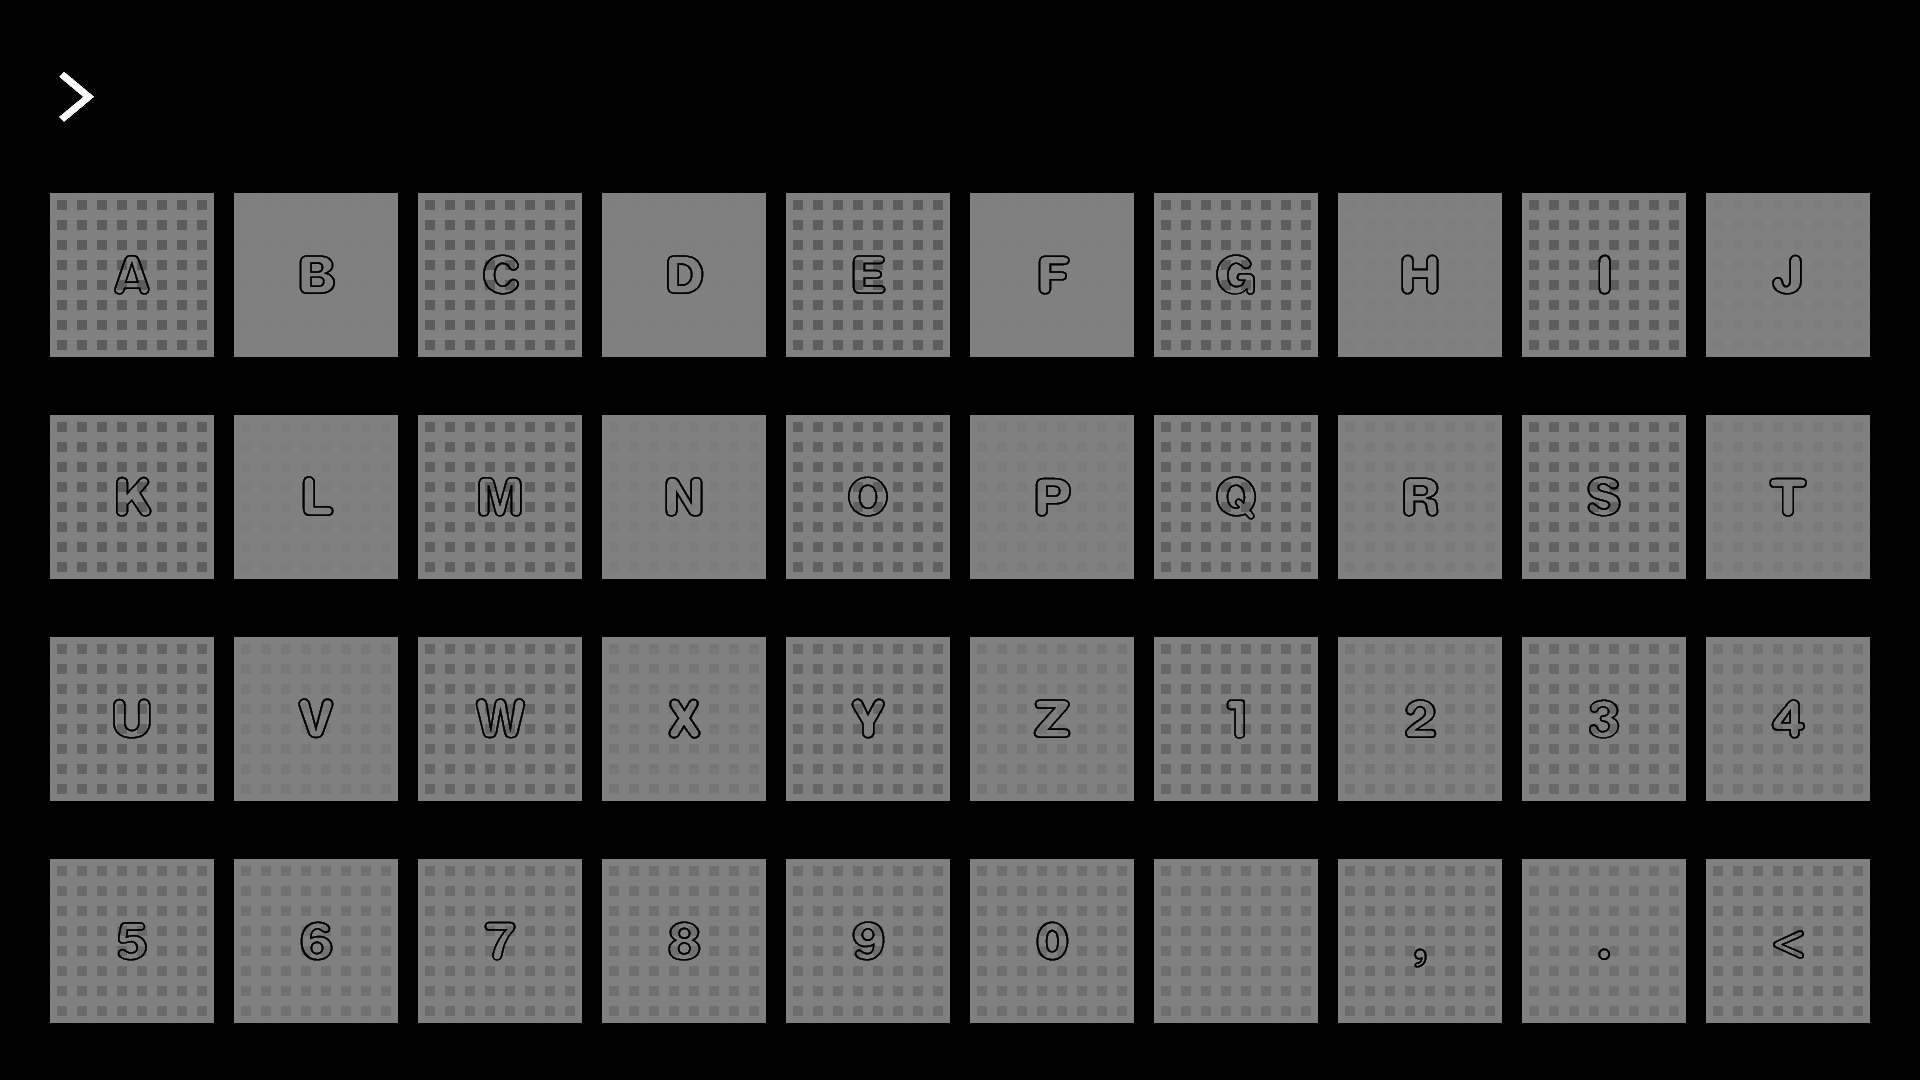 >
A B C D E F G H I J
K L M N O P Q R S T
U V W X Y Z 1 2 3 4
5 6 7 8 9 0 , . <